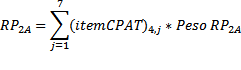 RP_{2A} = \sum_{j=1}^{7} (itemCPAT)_{4,j} * Peso RP_{2A}